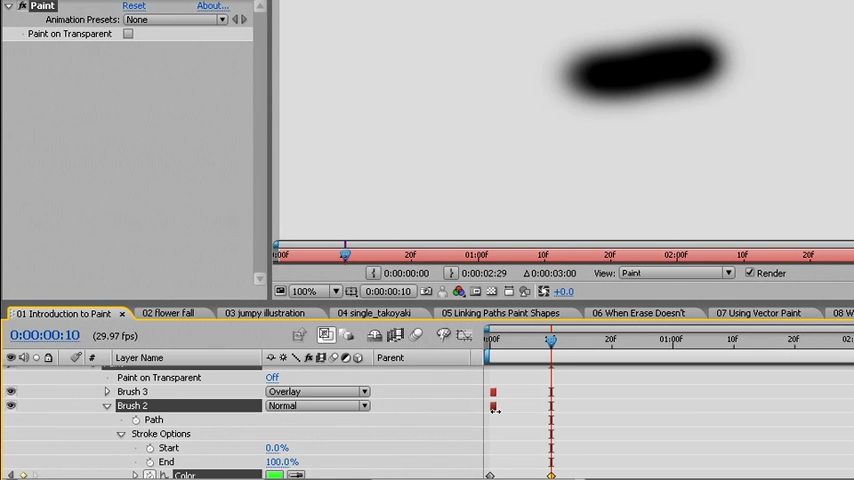 Paint Reset About...
Animation Presets: None
Paint on Transparent
:00f 20f 01:00f 10f 20f 02:00f 10f 20f
0:00:00:00 0:00:02:29 Δ 0:00:03:00 View: Paint Render
100% 0:00:00:10 +0.0
01 Introduction to Paint × 02 flower fall 03 jumpy illustration 04 single_takoyaki 05 Linking Paths Paint Shapes 06 When Erase Doesn't 07 Using Vector Paint 08 W
0:00:00:10 (29.97 fps)
:00f 20f 01:00f 10f 20f 02:0
# Layer Name Parent
Paint on Transparent Off
Brush 3 Overlay
Brush 2 Normal
Path
Stroke Options
Start 0.0%
End 100.0%
Color